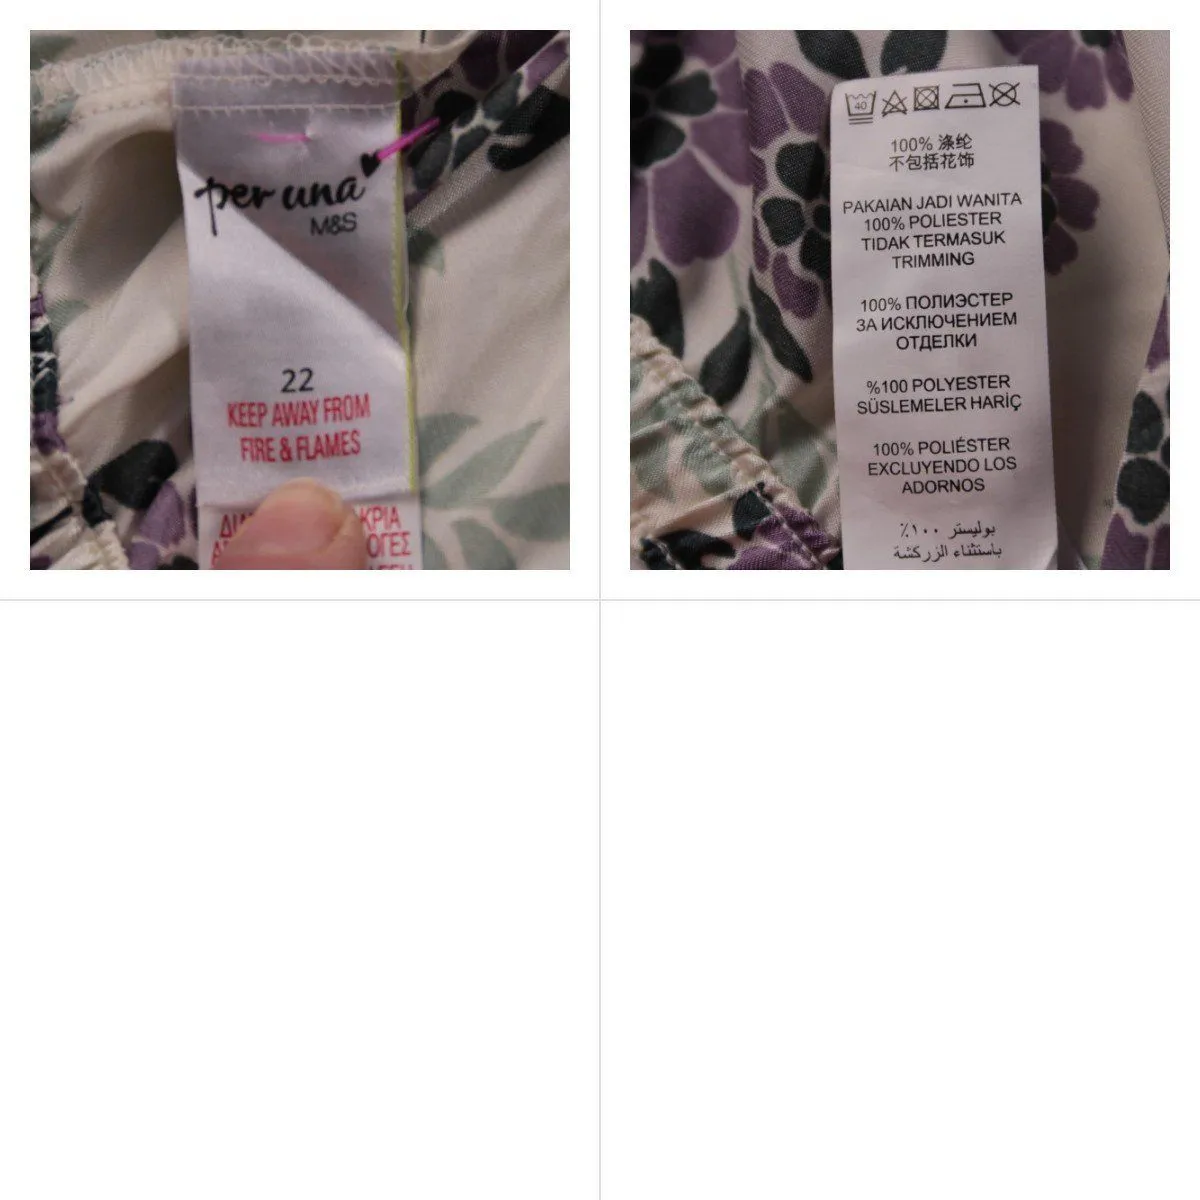 per una
M&S
22
KEEP AWAY FROM
FIRE & FLAMES
40
100% 涤纶
不包括花饰
PAKAIAN JADI WANITA
100% POLIESTER
TIDAK TERMASUK
TRIMMING
100% ПОЛИЭСТЕР
ЗА ИСКЛЮЧЕНИЕМ
ОТДЕЛКИ
%100 POLYESTER
SÜSLEMELER HARİÇ
100% POLIÉSTER
EXCLUYENDO LOS
ADORNOS
بوليستر ١٠٠٪
باستثناء الزركشة